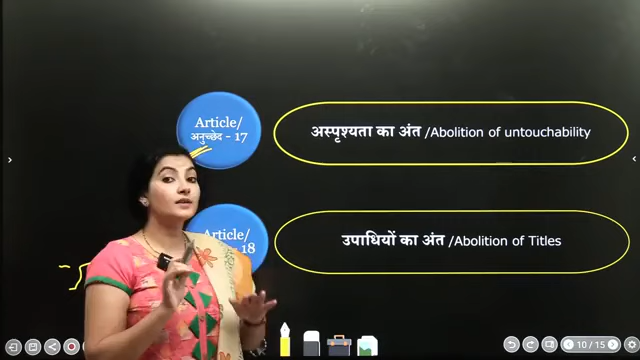 Article/
अनुच्छेद - 17
अस्पृश्यता का अंत /Abolition of untouchability
Article/
18
उपाधियों का अंत /Abolition of Titles
10 / 15